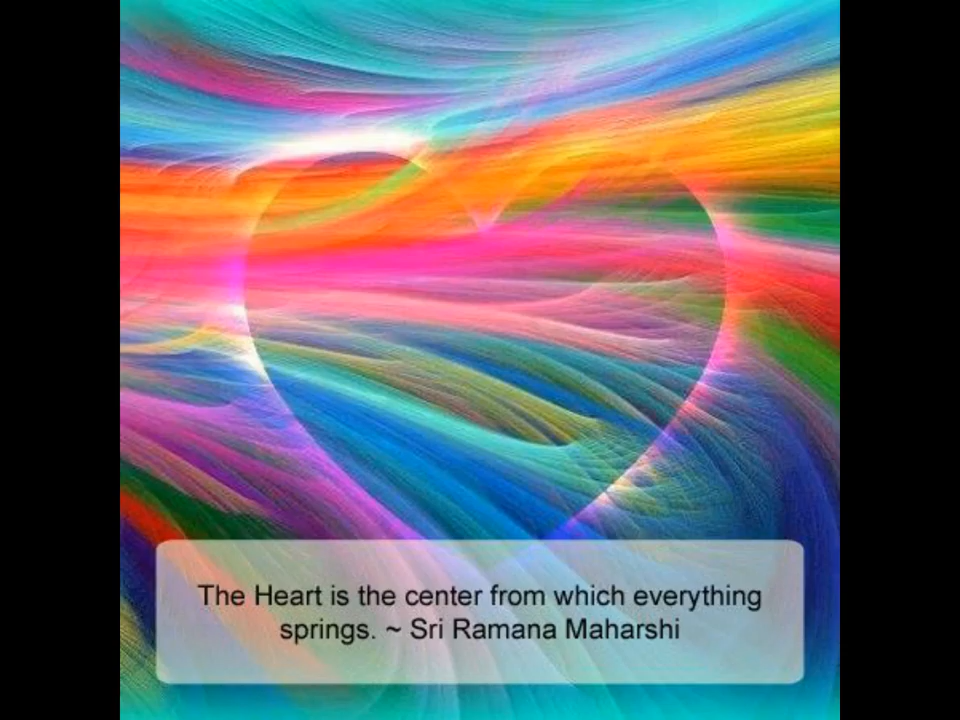 The Heart is the center from which everything
springs. ~ Sri Ramana Maharshi